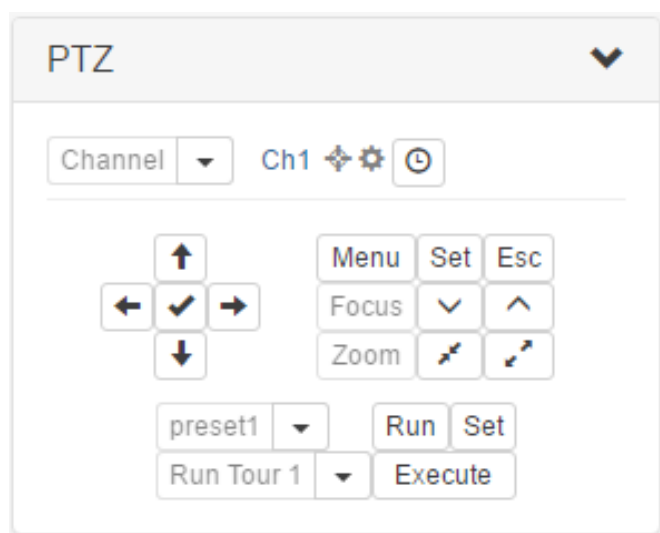 PTZ
Channel Ch1
Menu Set Esc
Focus
Zoom
preset1 Run Set
Run Tour 1 Execute